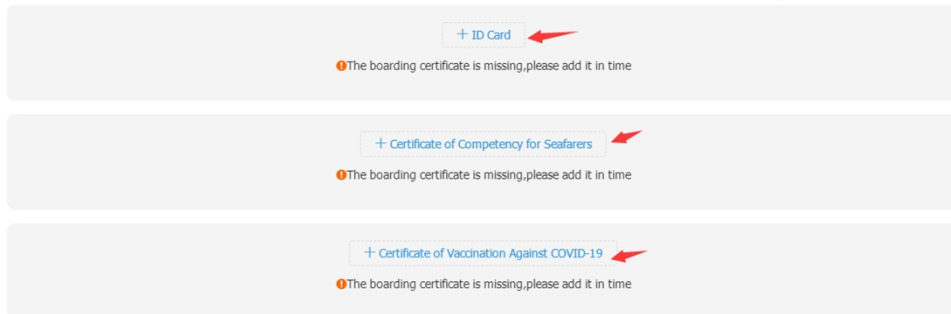 + ID Card
The boarding certificate is missing,please add it in time
+ Certificate of Competency for Seafarers
The boarding certificate is missing,please add it in time
+ Certificate of Vaccination Against COVID-19
The boarding certificate is missing,please add it in time